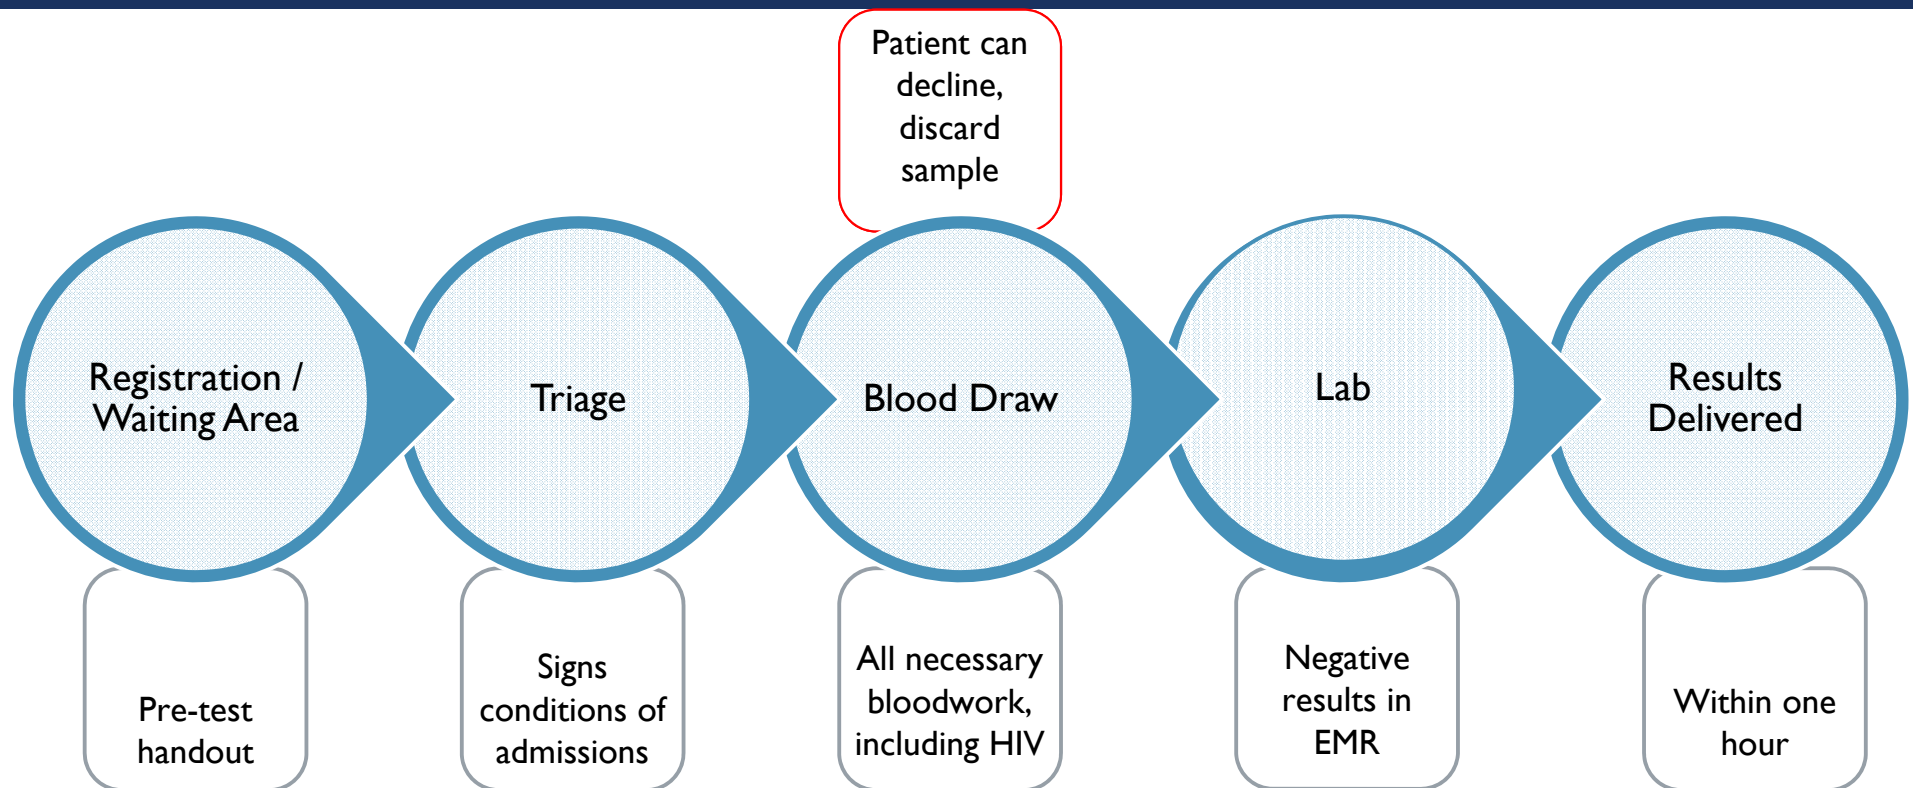 Patient can
decline,
discard
sample
Registration /
Waiting Area
Triage
Blood Draw
Lab
Results
Delivered
Pre-test
handout
Signs
conditions of
admissions
All necessary
bloodwork,
including HIV
Negative
results in
EMR
Within one
hour